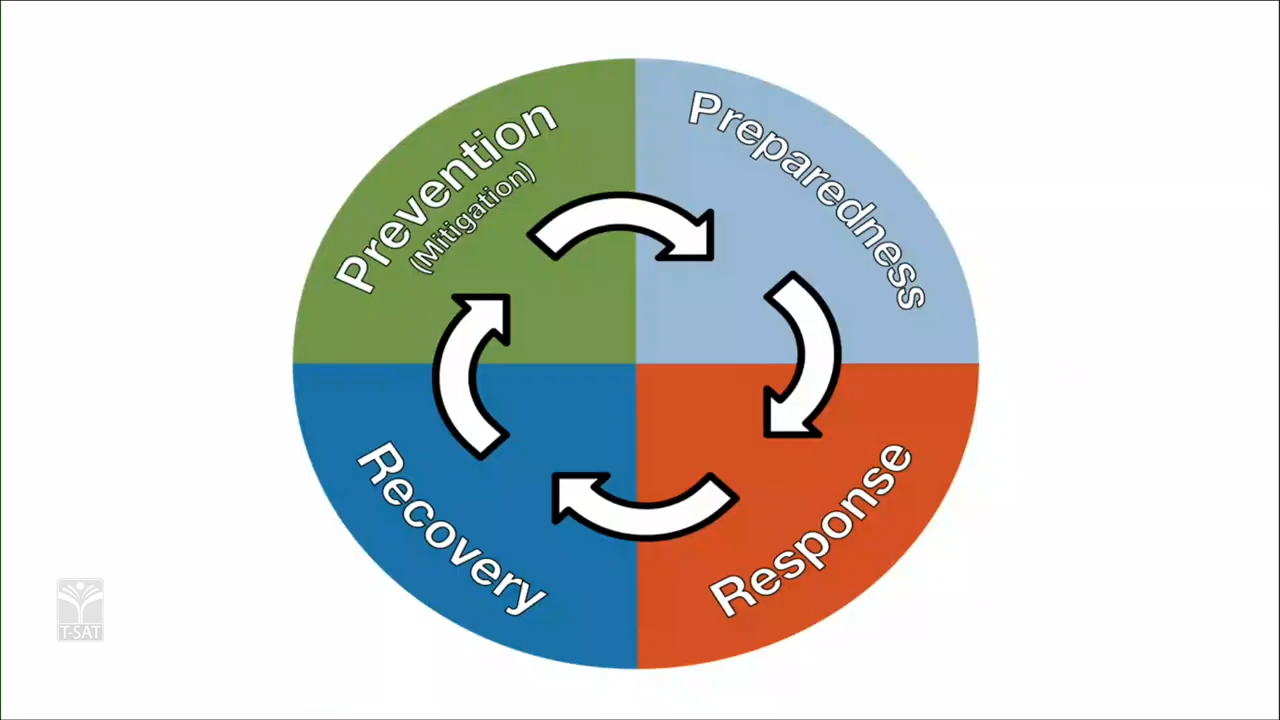 Prevention
(Mitigation)
Preparedness
Response
Recovery
T-SAT